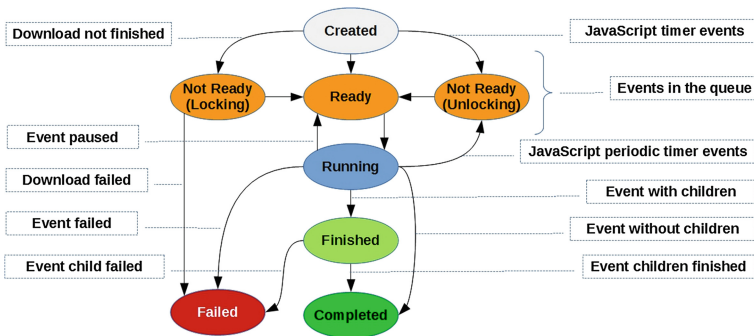 Download not finished
Created
JavaScript timer events
Not Ready
(Locking)
Ready
Not Ready
(Unlocking)
Events in the queue
Event paused
Running
JavaScript periodic timer events
Download failed
Event with children
Event failed
Finished
Event without children
Event child failed
Event children finished
Failed
Completed